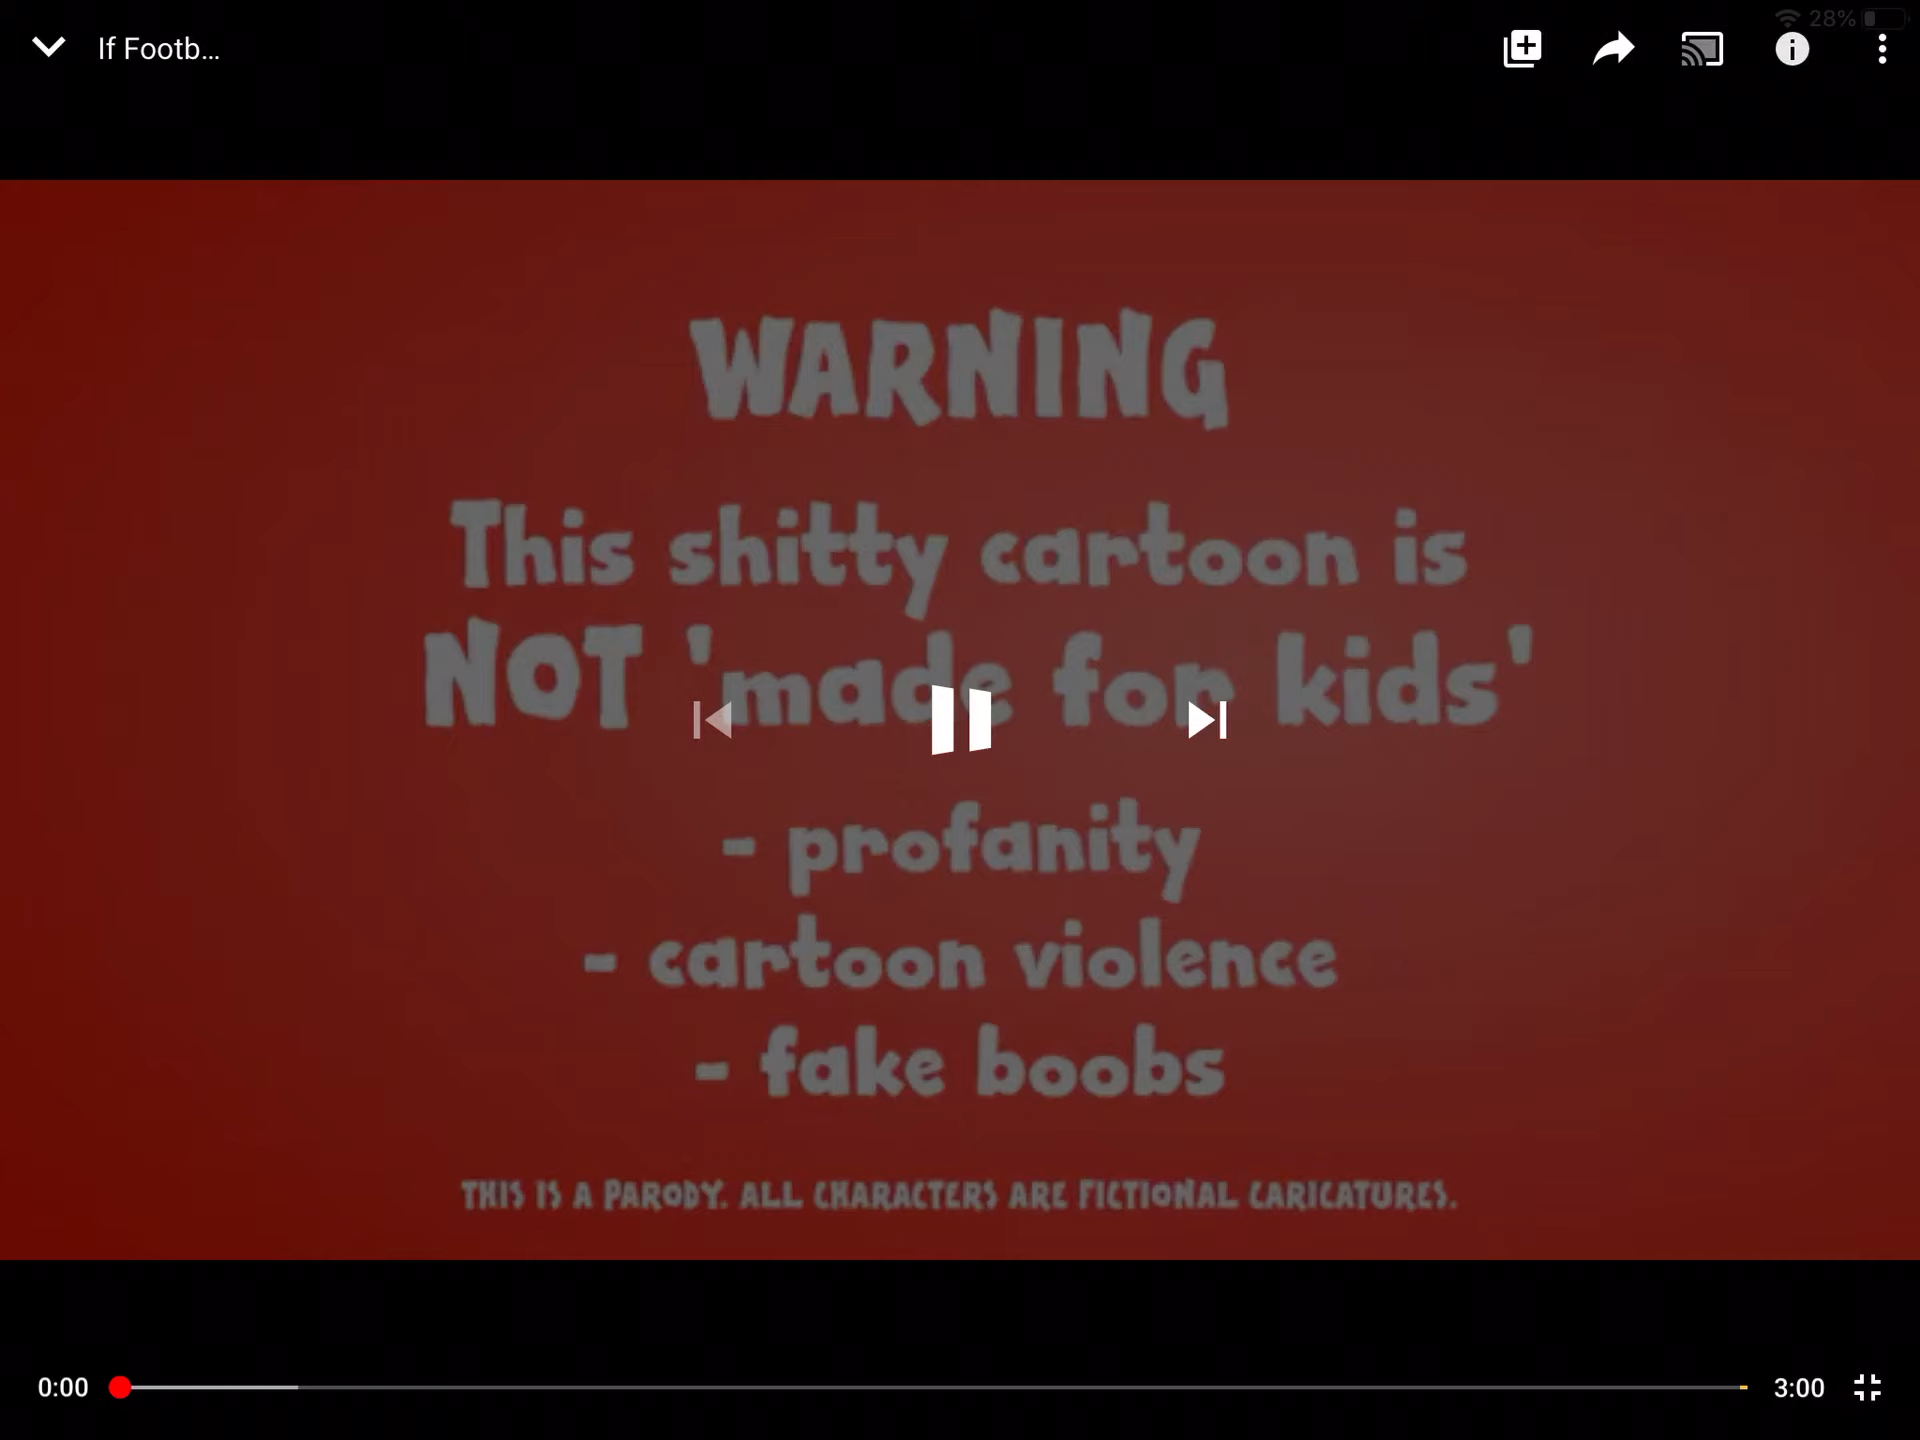 28%
If Footb...
WARNING
This shitty cartoon is
NOT 'made for kids'
- profanity
- cartoon violence
- fake boobs
THIS IS A PARODY. ALL CHARACTERS ARE FICTIONAL CARICATURES.
0:00
3:00